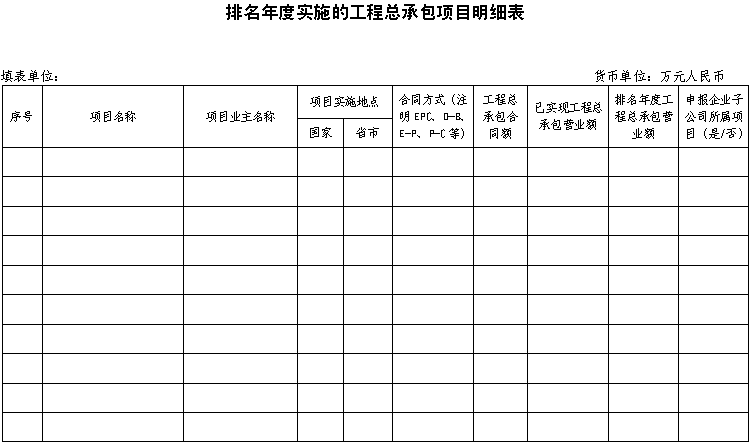 排名年度实施的工程总承包项目明细表
填表单位： 货币单位：万元人民币
序号
项目名称
项目业主名称
项目实施地点
国家 省市
合同方式（注
明EPC、D-B、
E-P、P-C等）
工程总
承包合
同额
已实现工程总
承包营业额
排名年度工
程总承包营
业额
申报企业子
公司所属项
目（是/否）